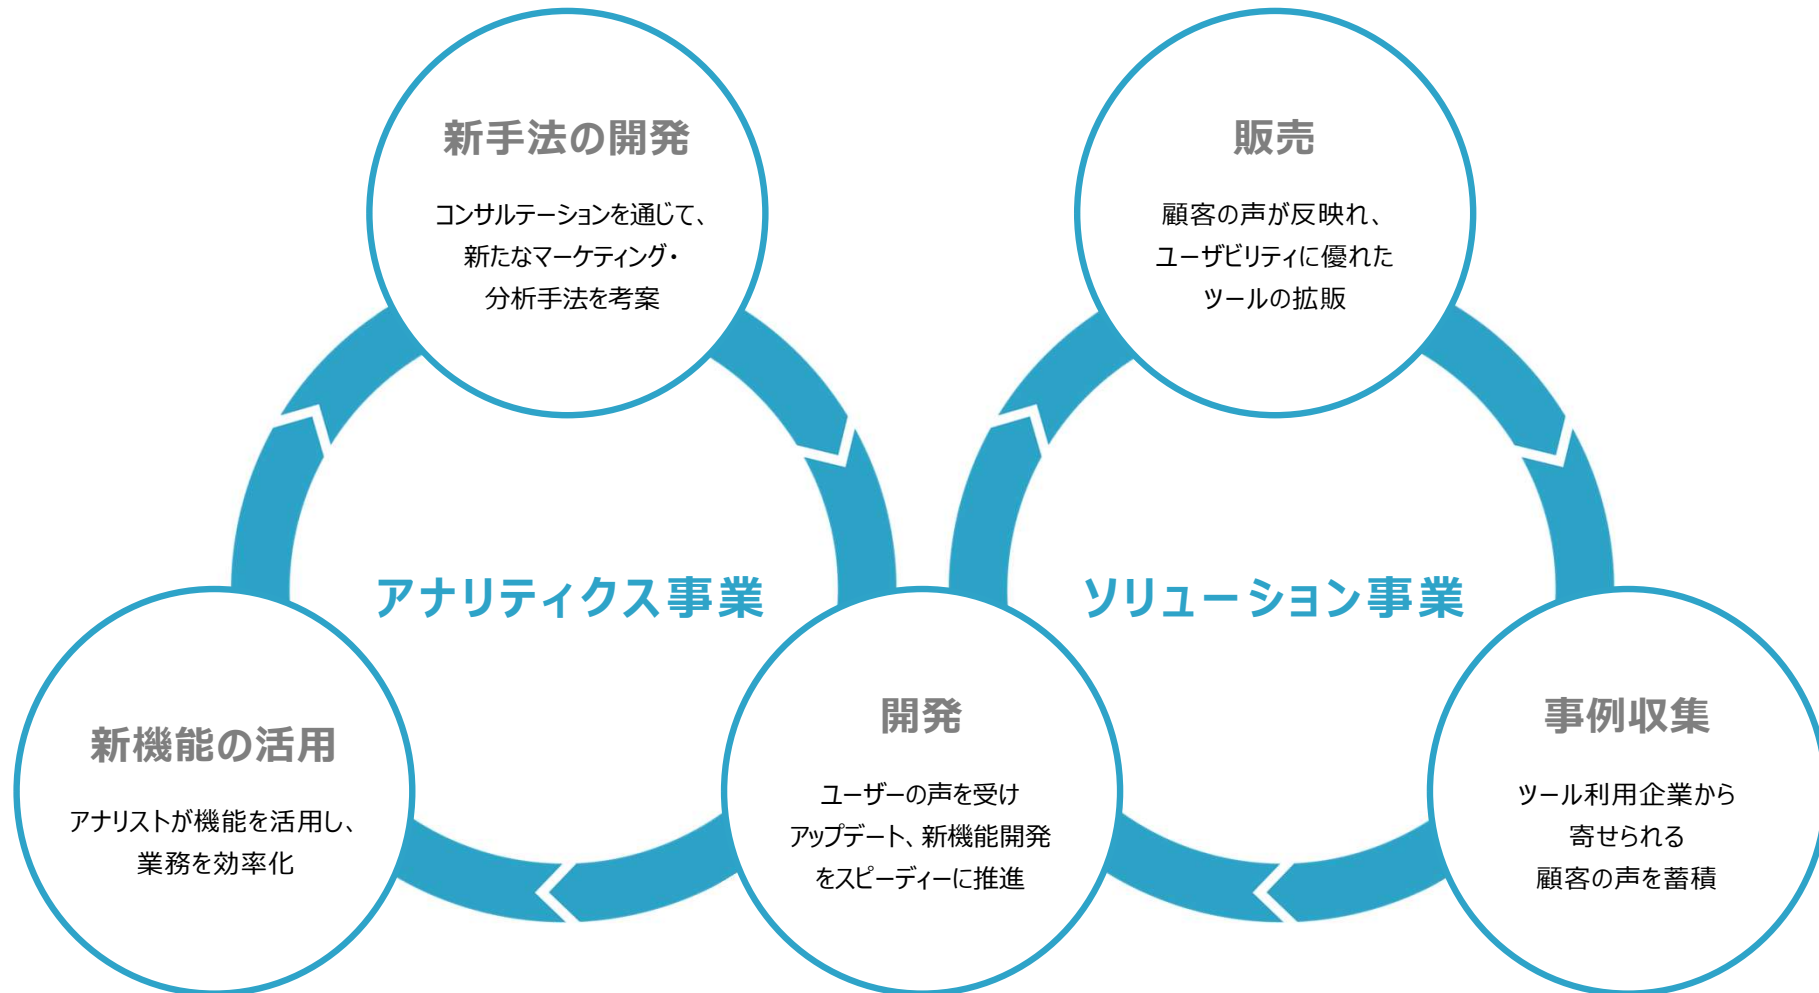 新手法の開発
コンサルテーションを通じて、
新たなマーケティング・
分析手法を考案
販売
顧客の声が反映れ、
ユーザビリティに優れた
ツールの拡販
アナリティクス事業
ソリューション事業
新機能の活用
アナリストが機能を活用し、
業務を効率化
開発
ユーザーの声を受け
アップデート、新機能開発
をスピーディーに推進
事例収集
ツール利用企業から
寄せられる
顧客の声を蓄積